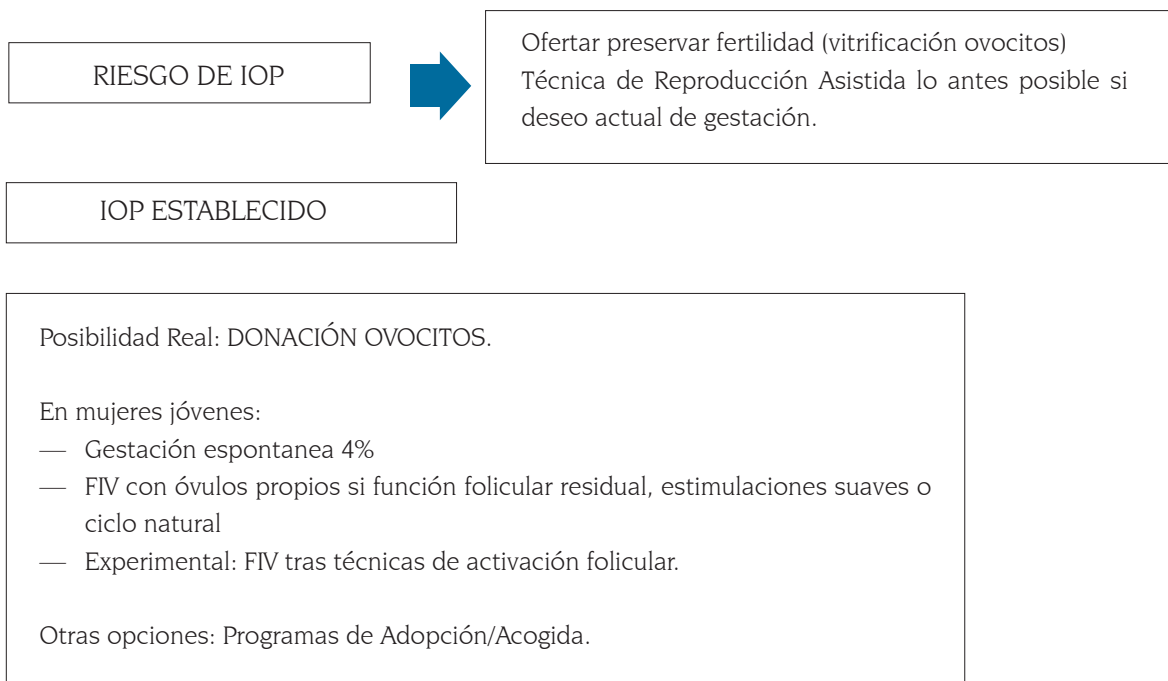 RIESGO DE IOP
Ofertar preservar fertilidad (vitrificación ovocitos)
Técnica de Reproducción Asistida lo antes posible si
deseo actual de gestación.
IOP ESTABLECIDO
Posibilidad Real: DONACIÓN OVOCITOS.
En mujeres jóvenes:
— Gestación espontanea 4%
— FIV con óvulos propios si función folicular residual, estimulaciones suaves o
ciclo natural
— Experimental: FIV tras técnicas de activación folicular.
Otras opciones: Programas de Adopción/Acogida.